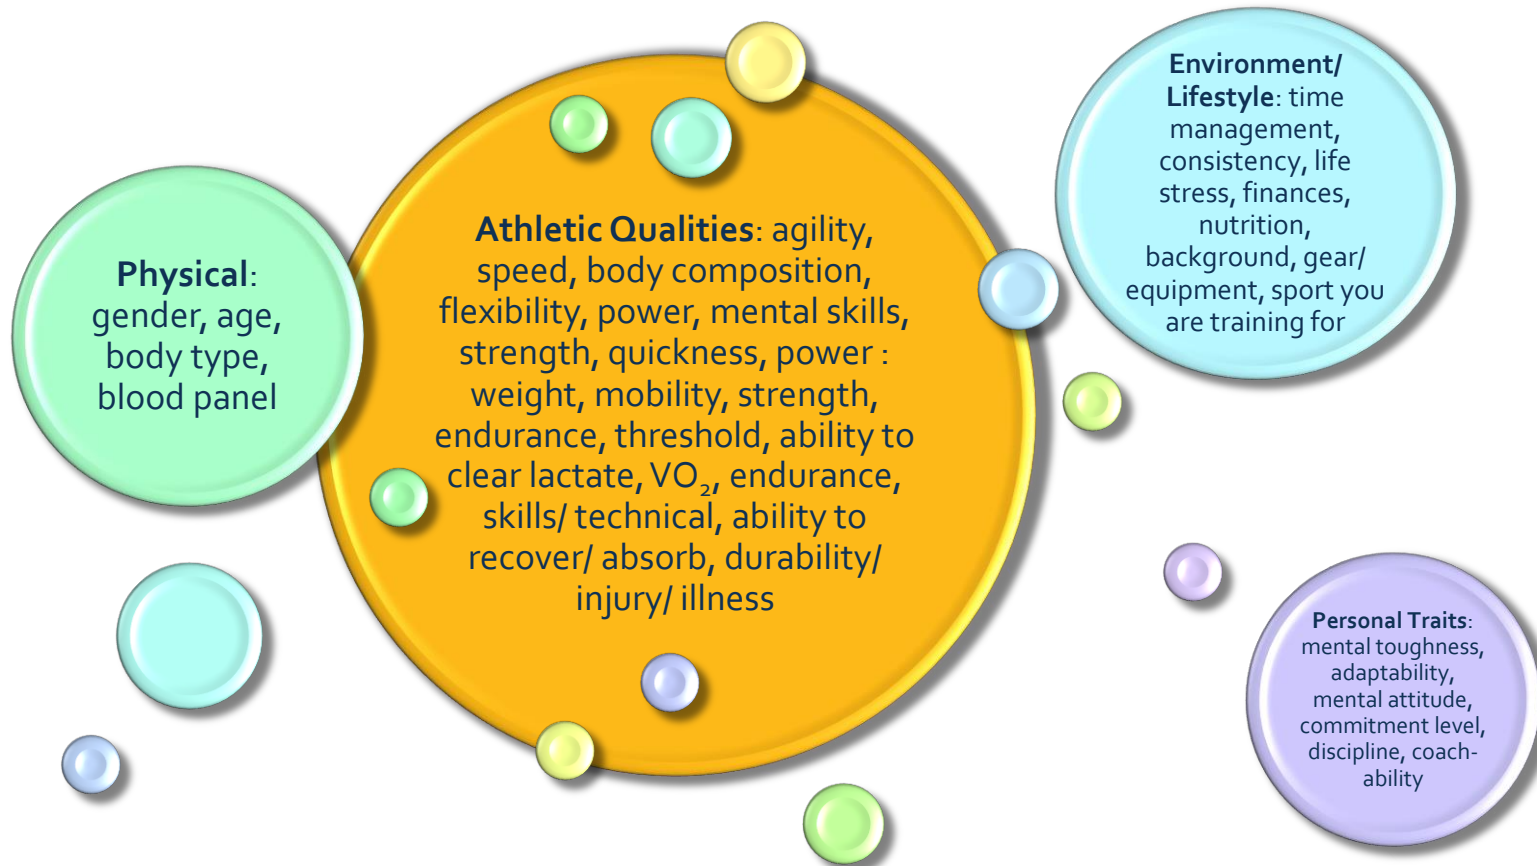 Physical:
gender, age,
body type,
blood panel
Athletic Qualities: agility,
speed, body composition,
flexibility, power, mental skills,
strength, quickness, power :
weight, mobility, strength,
endurance, threshold, ability to
clear lactate, VO₂, endurance,
skills/ technical, ability to
recover/ absorb, durability/
injury/ illness
Environment/
Lifestyle: time
management,
consistency, life
stress, finances,
nutrition,
background, gear/
equipment, sport you
are training for
Personal Traits:
mental toughness,
adaptability,
mental attitude,
commitment level,
discipline, coach-
ability